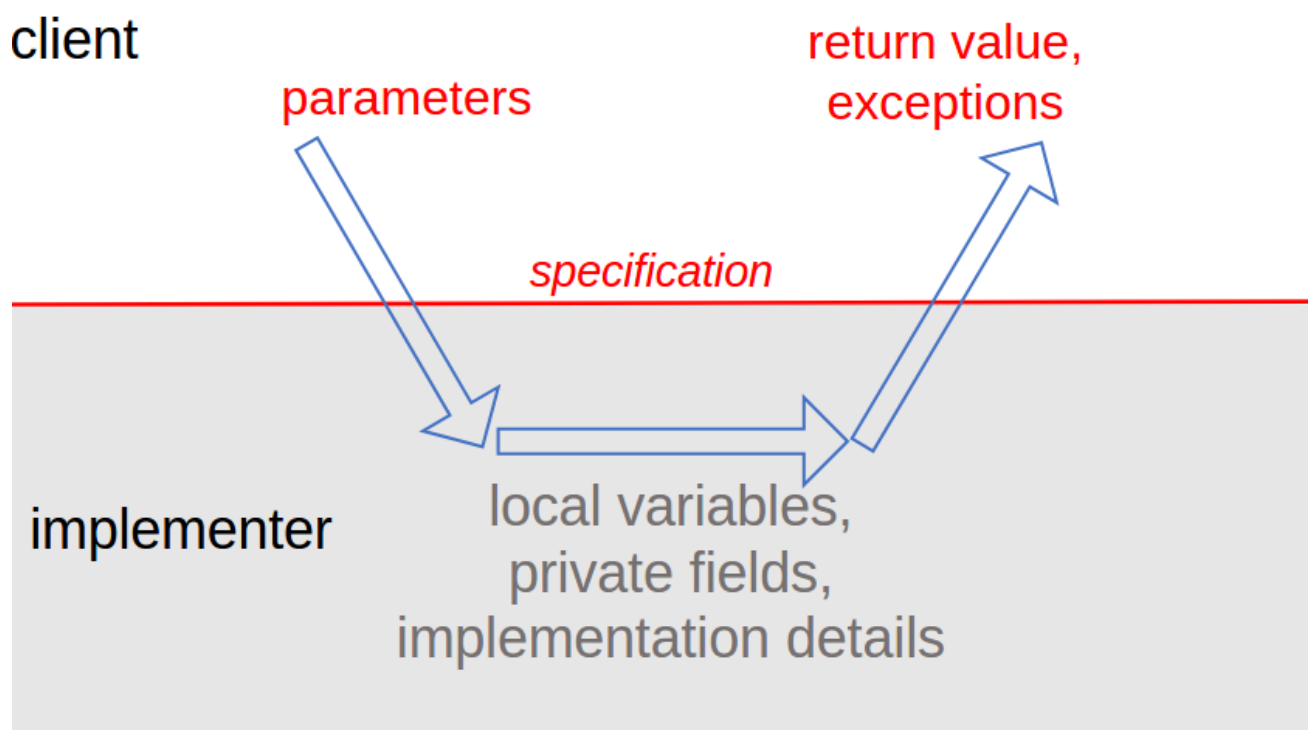 client
parameters
return value,
exceptions
specification
implementer
local variables,
private fields,
implementation details